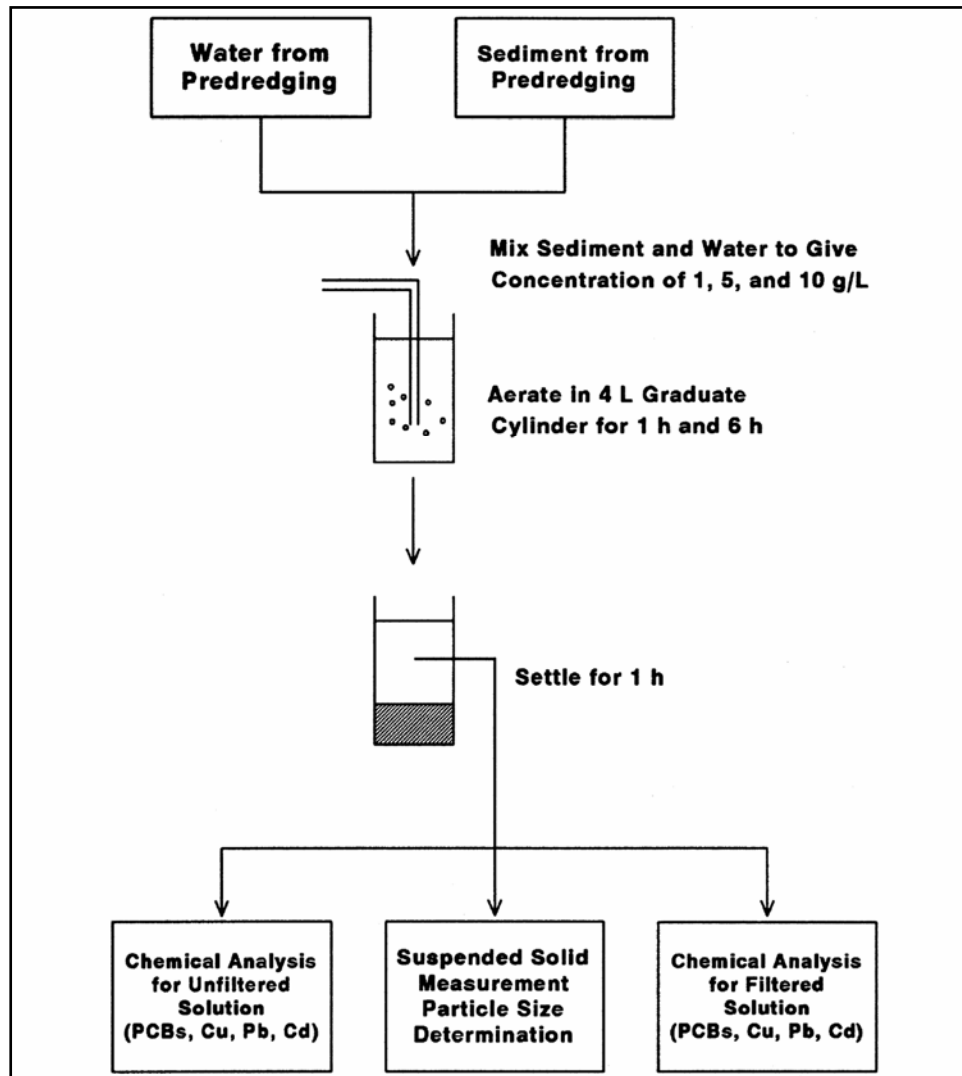 Water from
Predredging
Sediment from
Predredging
Mix Sediment and Water to Give
Concentration of 1, 5, and 10 g/L
Aerate in 4 L Graduate
Cylinder for 1 h and 6 h
Settle for 1 h
Chemical Analysis
for Unfiltered
Solution
(PCBs, Cu, Pb, Cd)
Suspended Solid
Measurement
Particle Size
Determination
Chemical Analysis
for Filtered
Solution
(PCBs, Cu, Pb, Cd)